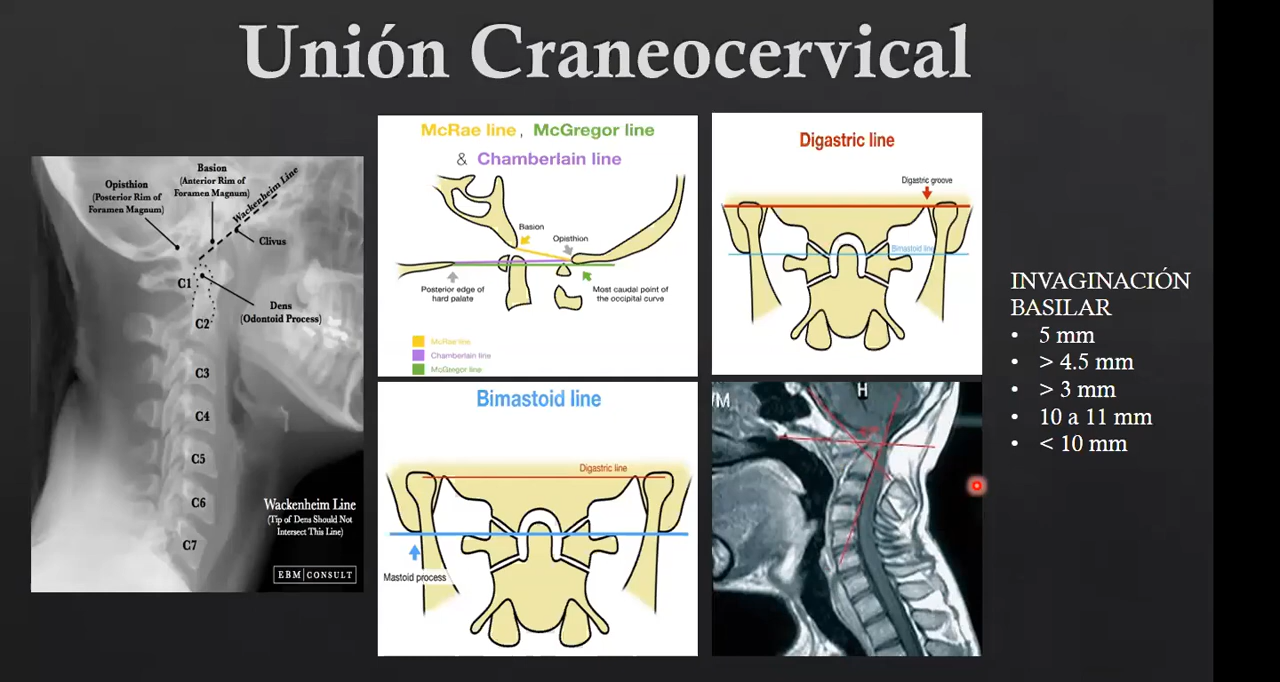 Unión Craneocervical
Opisthion
(Posterior Rim of
Foramen Magnum)
Basion
(Anterior Rim of
Foramen Magnum)
Wackenheim Line
Clivus
C1
Dens
(Odontoid Process)
C2
C3
C4
C5
C6
C7
Wackenheim Line
(Tip of Dens Should Not
Intersect This Line)
EBM CONSULT
McRae line, McGregor line
& Chamberlain line
Basion
Opisthion
Posterior edge of
hard palate
Most caudal point of
the occipital curve
McRae line
Chamberlain line
McGregor line
Digastric line
Digastric groove
Bimastoid line
Bimastoid line
Digastric line
Mastoid process
H
INVAGINACIÓN
BASILAR
• 5 mm
• > 4.5 mm
• > 3 mm
• 10 a 11 mm
• < 10 mm